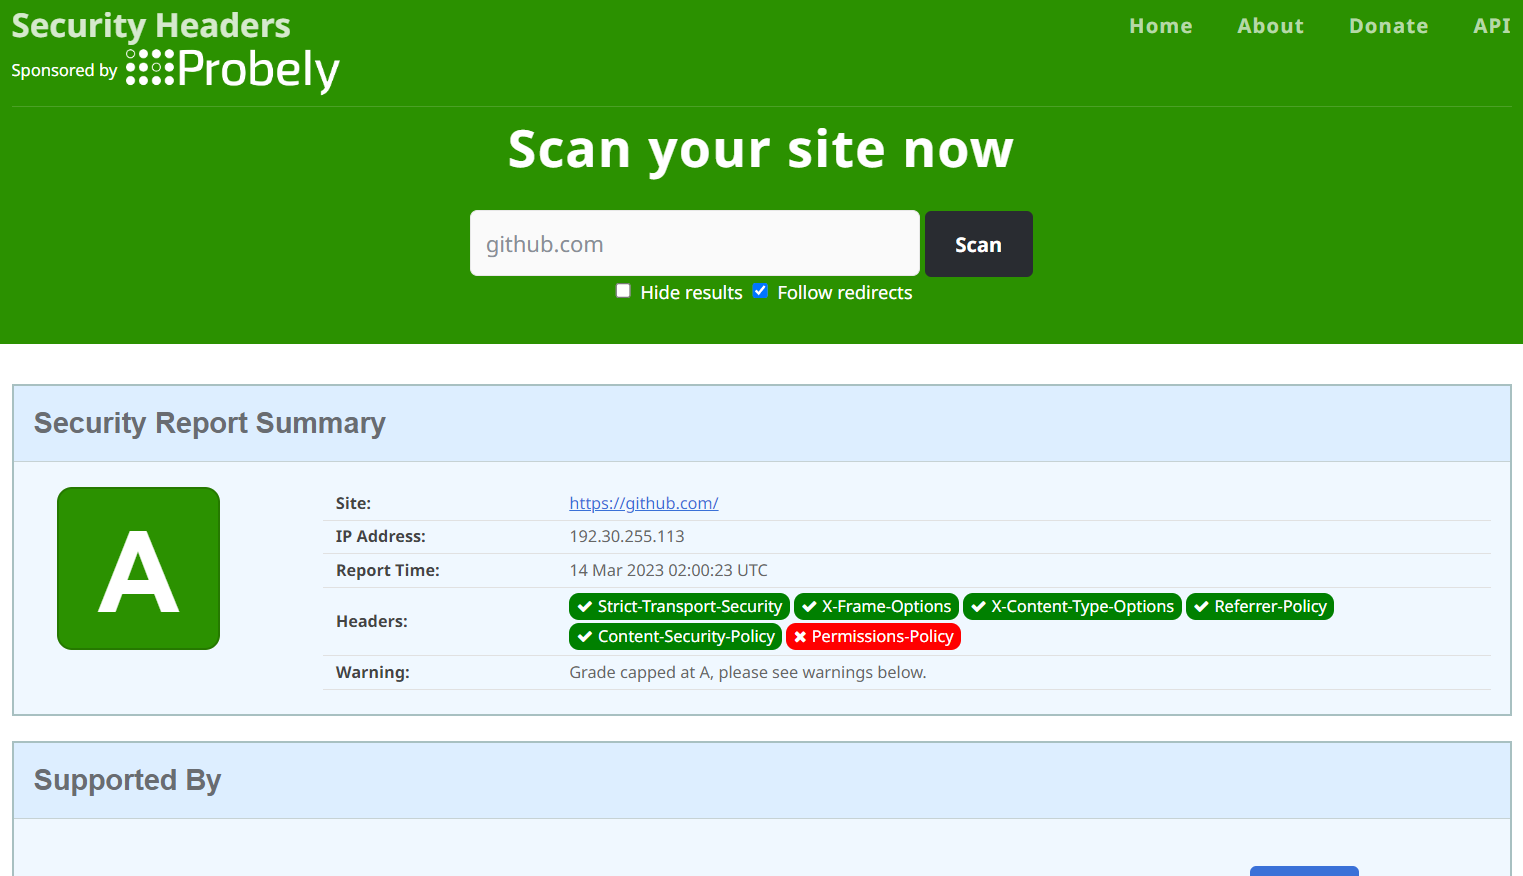 Security Headers
Home About Donate API
Sponsored by Probely
Scan your site now
github.com
Scan
Hide results Follow redirects
Security Report Summary
A
Site: https://github.com/
IP Address: 192.30.255.113
Report Time: 14 Mar 2023 02:00:23 UTC
Headers: Strict-Transport-Security X-Frame-Options X-Content-Type-Options Referrer-Policy
Content-Security-Policy Permissions-Policy
Warning: Grade capped at A, please see warnings below.
Supported By